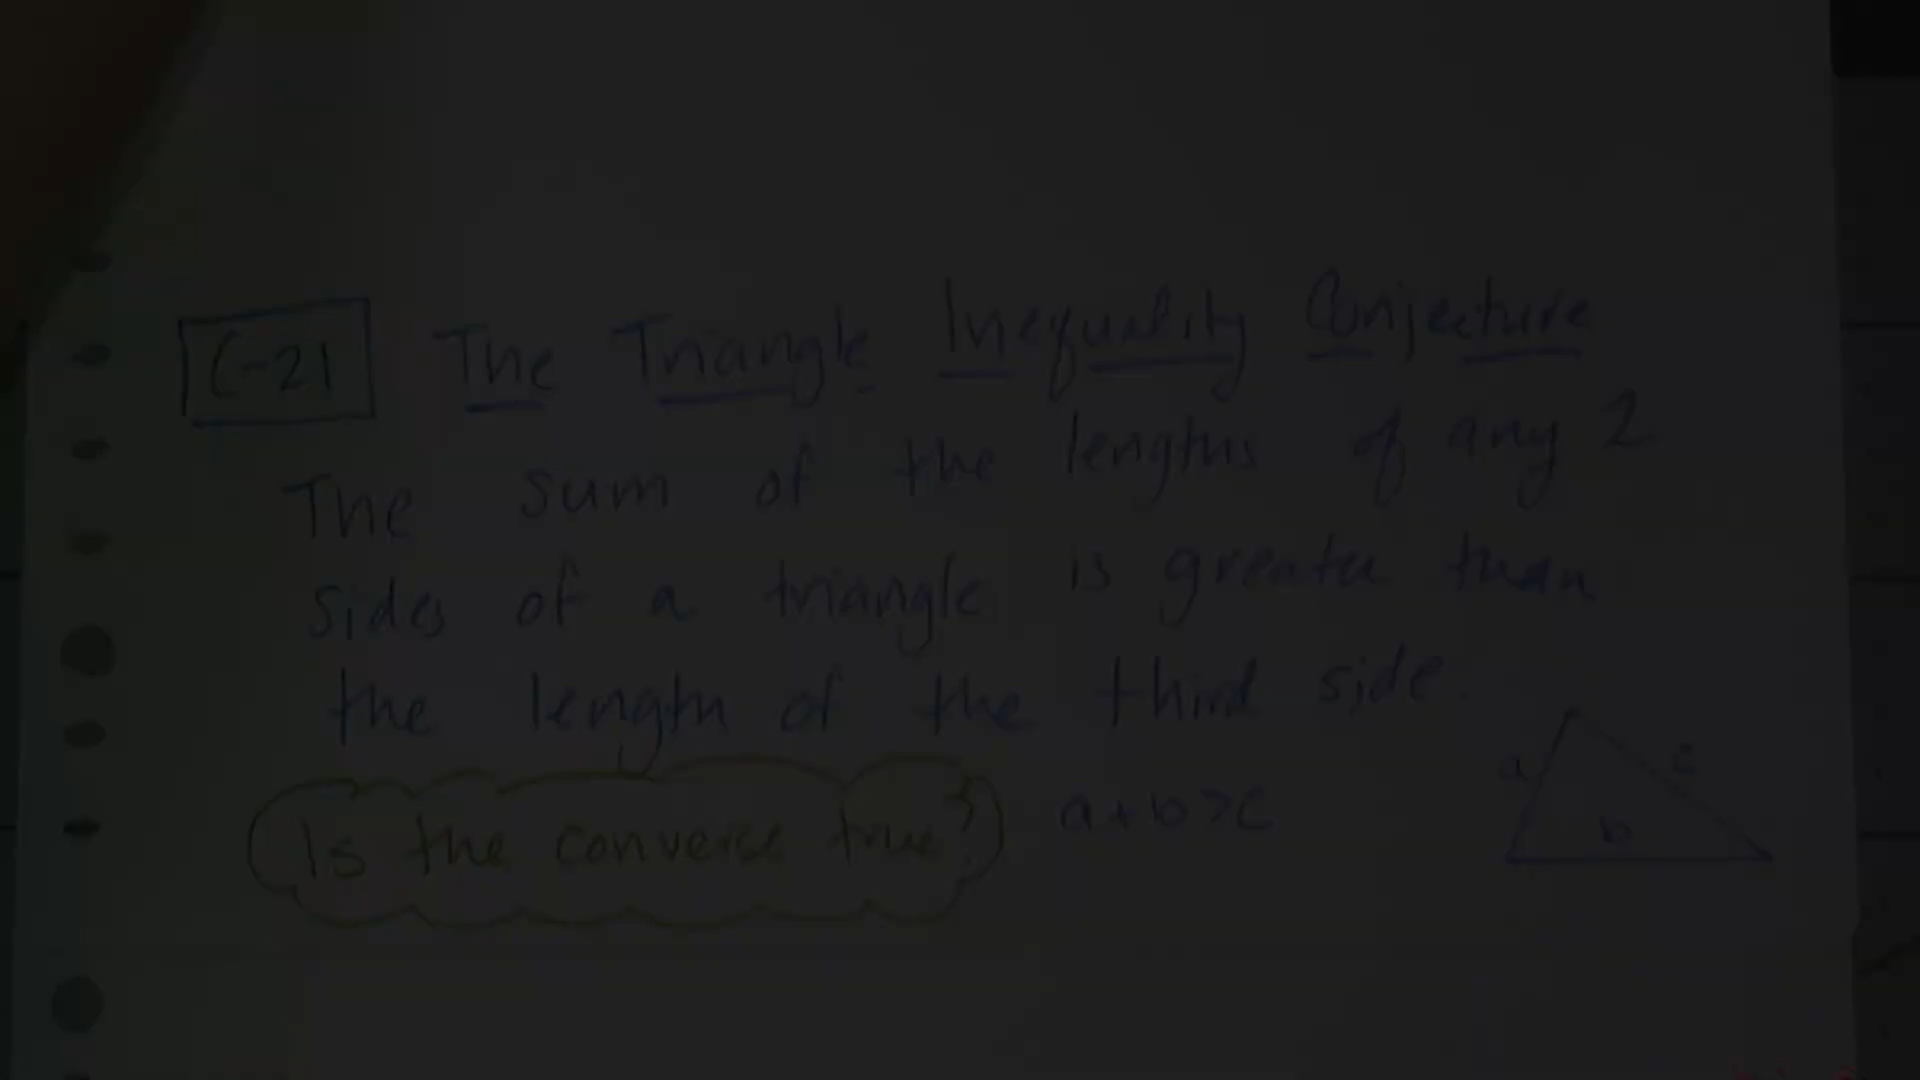 C-21 The Triangle Inequality Conjecture
The sum of the lengths of any 2
sides of a triangle is greater than
the length of the third side.
Is the converse true?
a+b>c
a
c
b